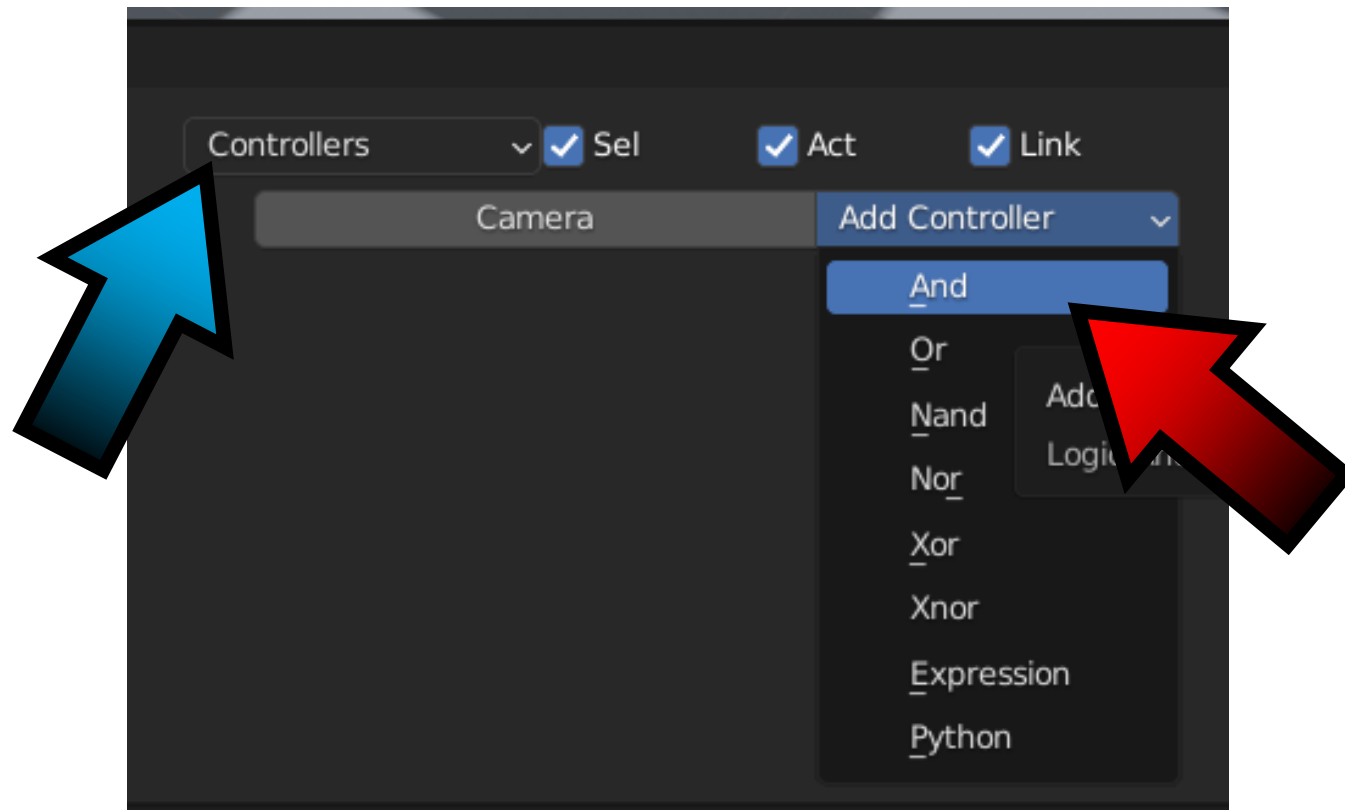 Controllers Sel Act Link
Camera Add Controller
And
Or
Nand
Nor
Xor
Xnor
Expression
Python